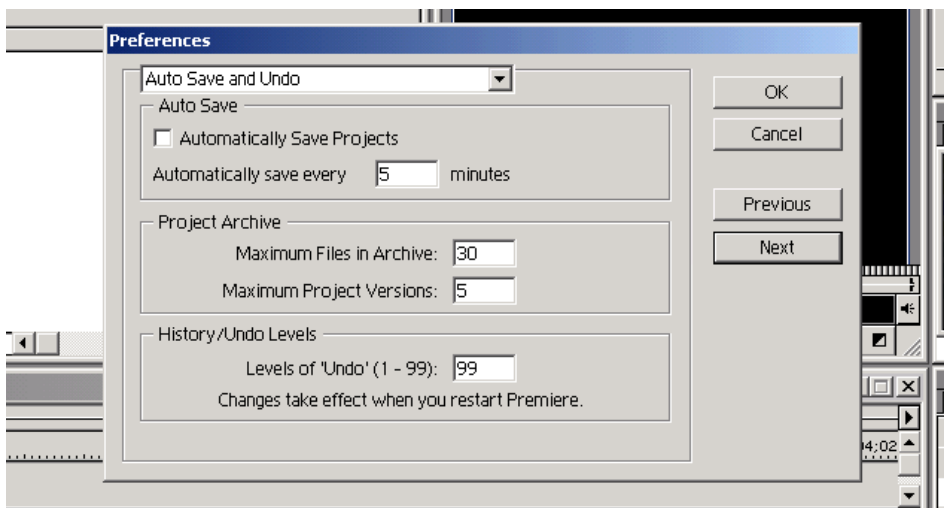 Preferences
Auto Save and Undo
OK
Auto Save
Automatically Save Projects
Cancel
Automatically save every 5 minutes
Previous
Project Archive
Next
Maximum Files in Archive: 30
Maximum Project Versions: 5
History/Undo Levels
Levels of 'Undo' (1 - 99): 99
Changes take effect when you restart Premiere.
4;02